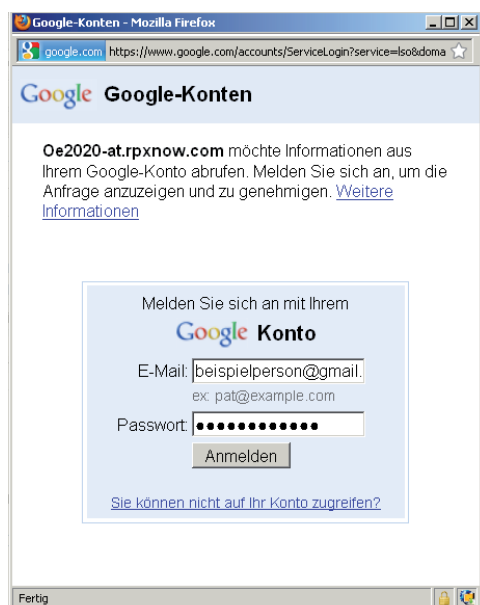 Google-Konten - Mozilla Firefox
google.com https://www.google.com/accounts/ServiceLogin?service=lso&doma
Google Google-Konten
Oe2020-at.rpxnow.com möchte Informationen aus
Ihrem Google-Konto abrufen. Melden Sie sich an, um die
Anfrage anzuzeigen und zu genehmigen. Weitere
Informationen
Melden Sie sich an mit Ihrem
Google Konto
E-Mail: beispielperson@gmail.
ex: pat@example.com
Passwort: ●●●●●●●●●●●●
Anmelden
Sie können nicht auf Ihr Konto zugreifen?
Fertig